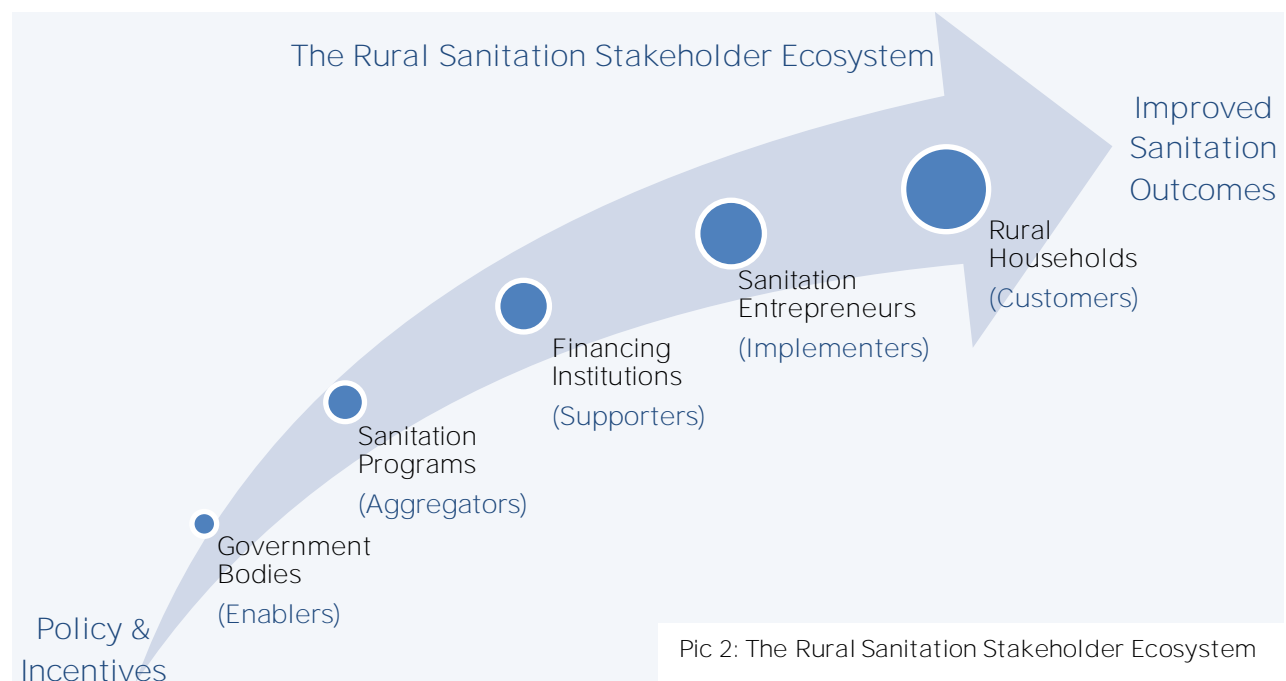 The Rural Sanitation Stakeholder Ecosystem
Improved
Sanitation
Outcomes
Rural
Households
(Customers)
Sanitation
Entrepreneurs
(Implementers)
Financing
Institutions
(Supporters)
Sanitation
Programs
(Aggregators)
Government
Bodies
(Enablers)
Policy &
Incentives
Pic 2: The Rural Sanitation Stakeholder Ecosystem